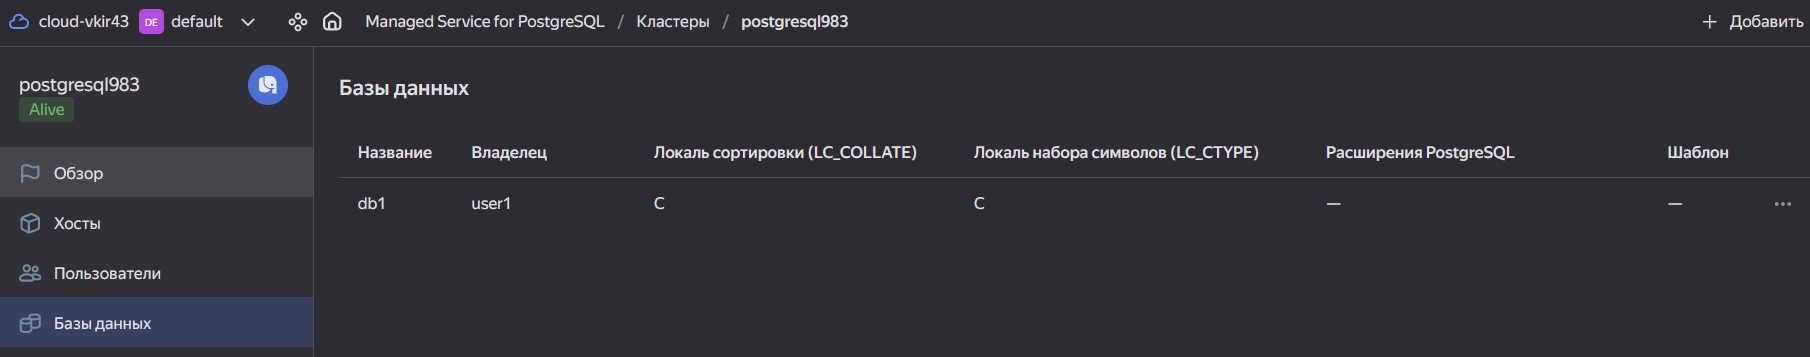 cloud-vkir43 DE default Managed Service for PostgreSQL / Кластеры / postgresql983 + Добавить
postgresql983
Alive
Обзор
Хосты
Пользователи
Базы данных
Базы данных
Название Владелец Локаль сортировки (LC_COLLATE) Локаль набора символов (LC_CTYPE) Расширения PostgreSQL Шаблон
db1 user1 C C — — ...